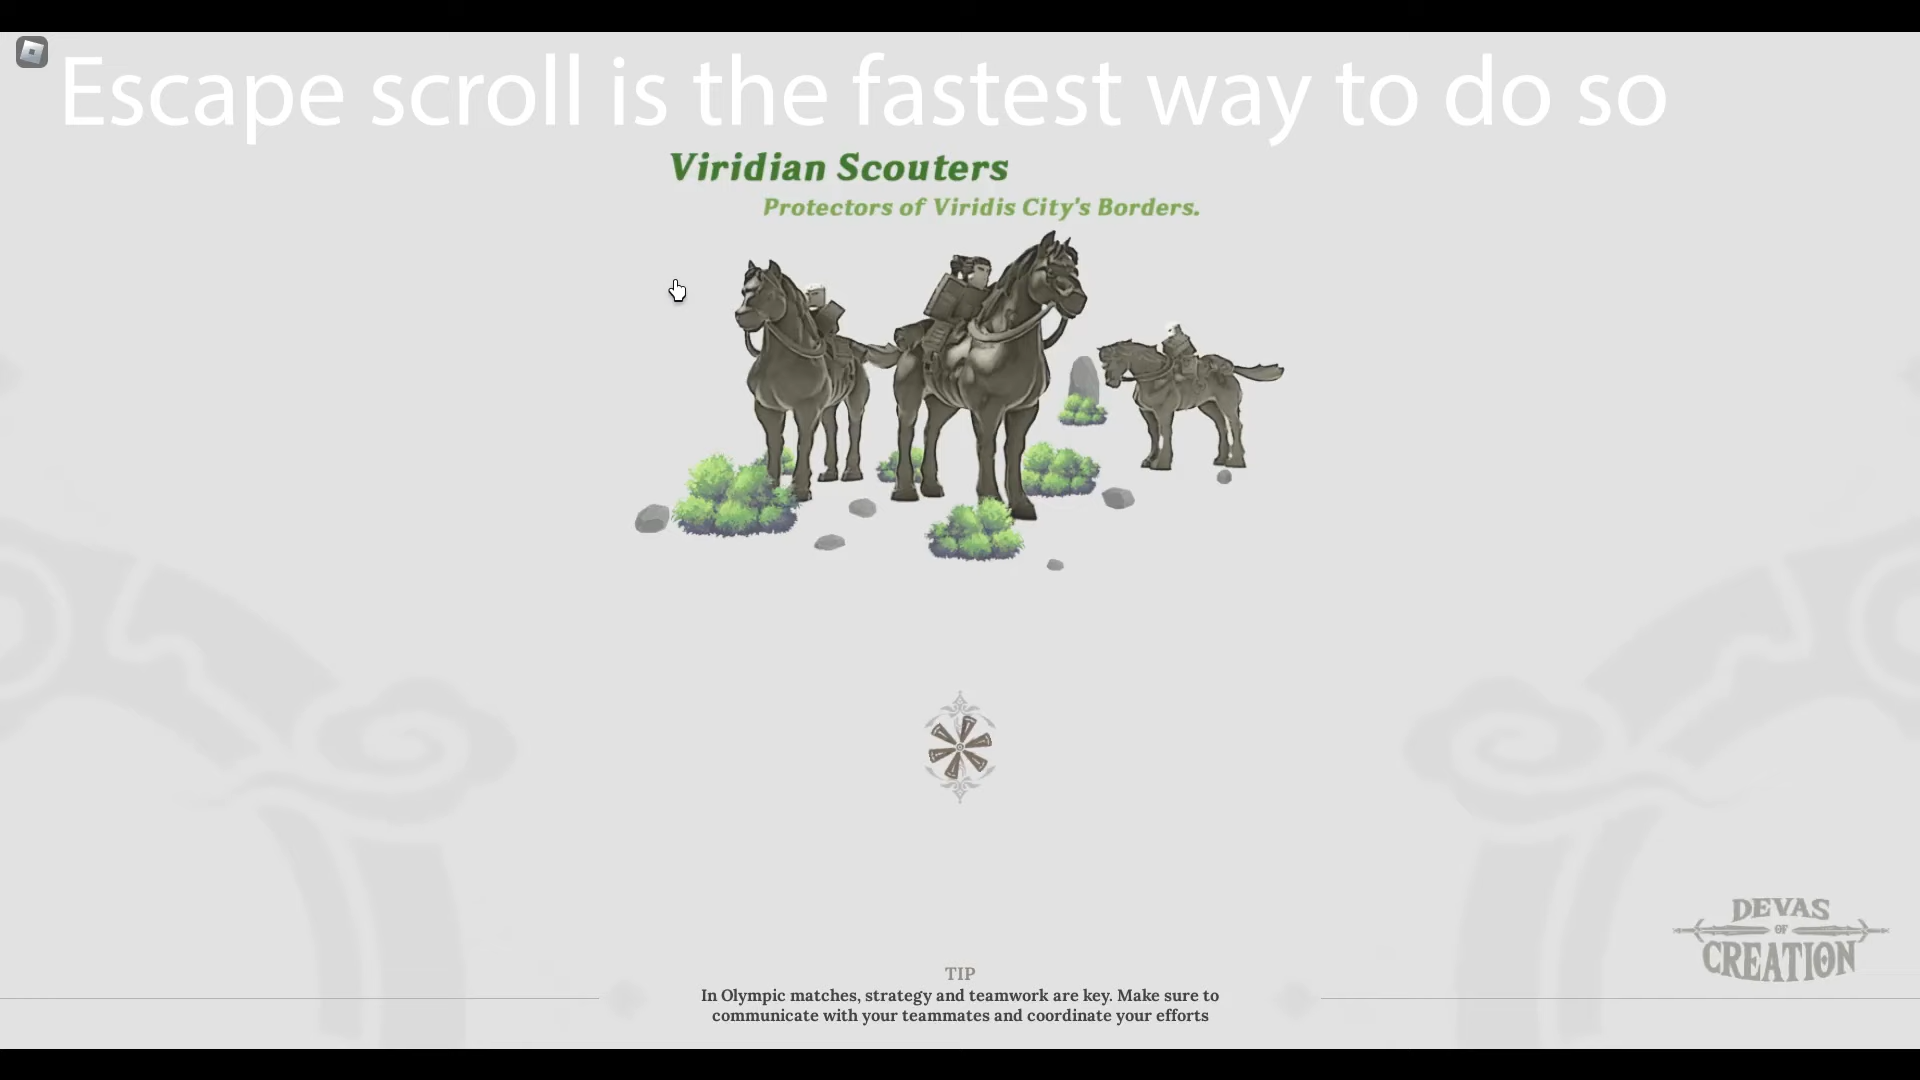 Escape scroll is the fastest way to do so
Viridian Scouters
Protectors of Viridis City's Borders.
DEVAS
OF
CREATION
TIP
In Olympic matches, strategy and teamwork are key. Make sure to
communicate with your teammates and coordinate your efforts